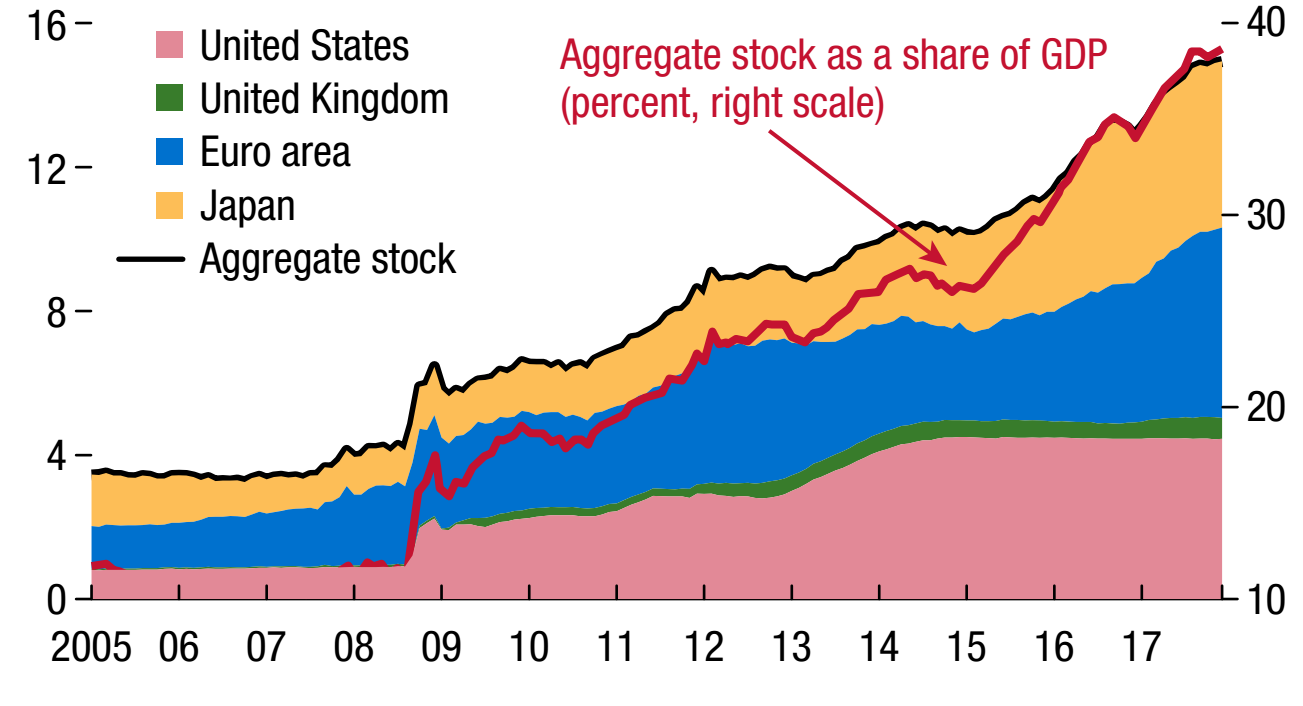 16
12
8
4
0
40
30
20
10
United States
United Kingdom
Euro area
Japan
Aggregate stock
Aggregate stock as a share of GDP
(percent, right scale)
2005 06 07 08 09 10 11 12 13 14 15 16 17